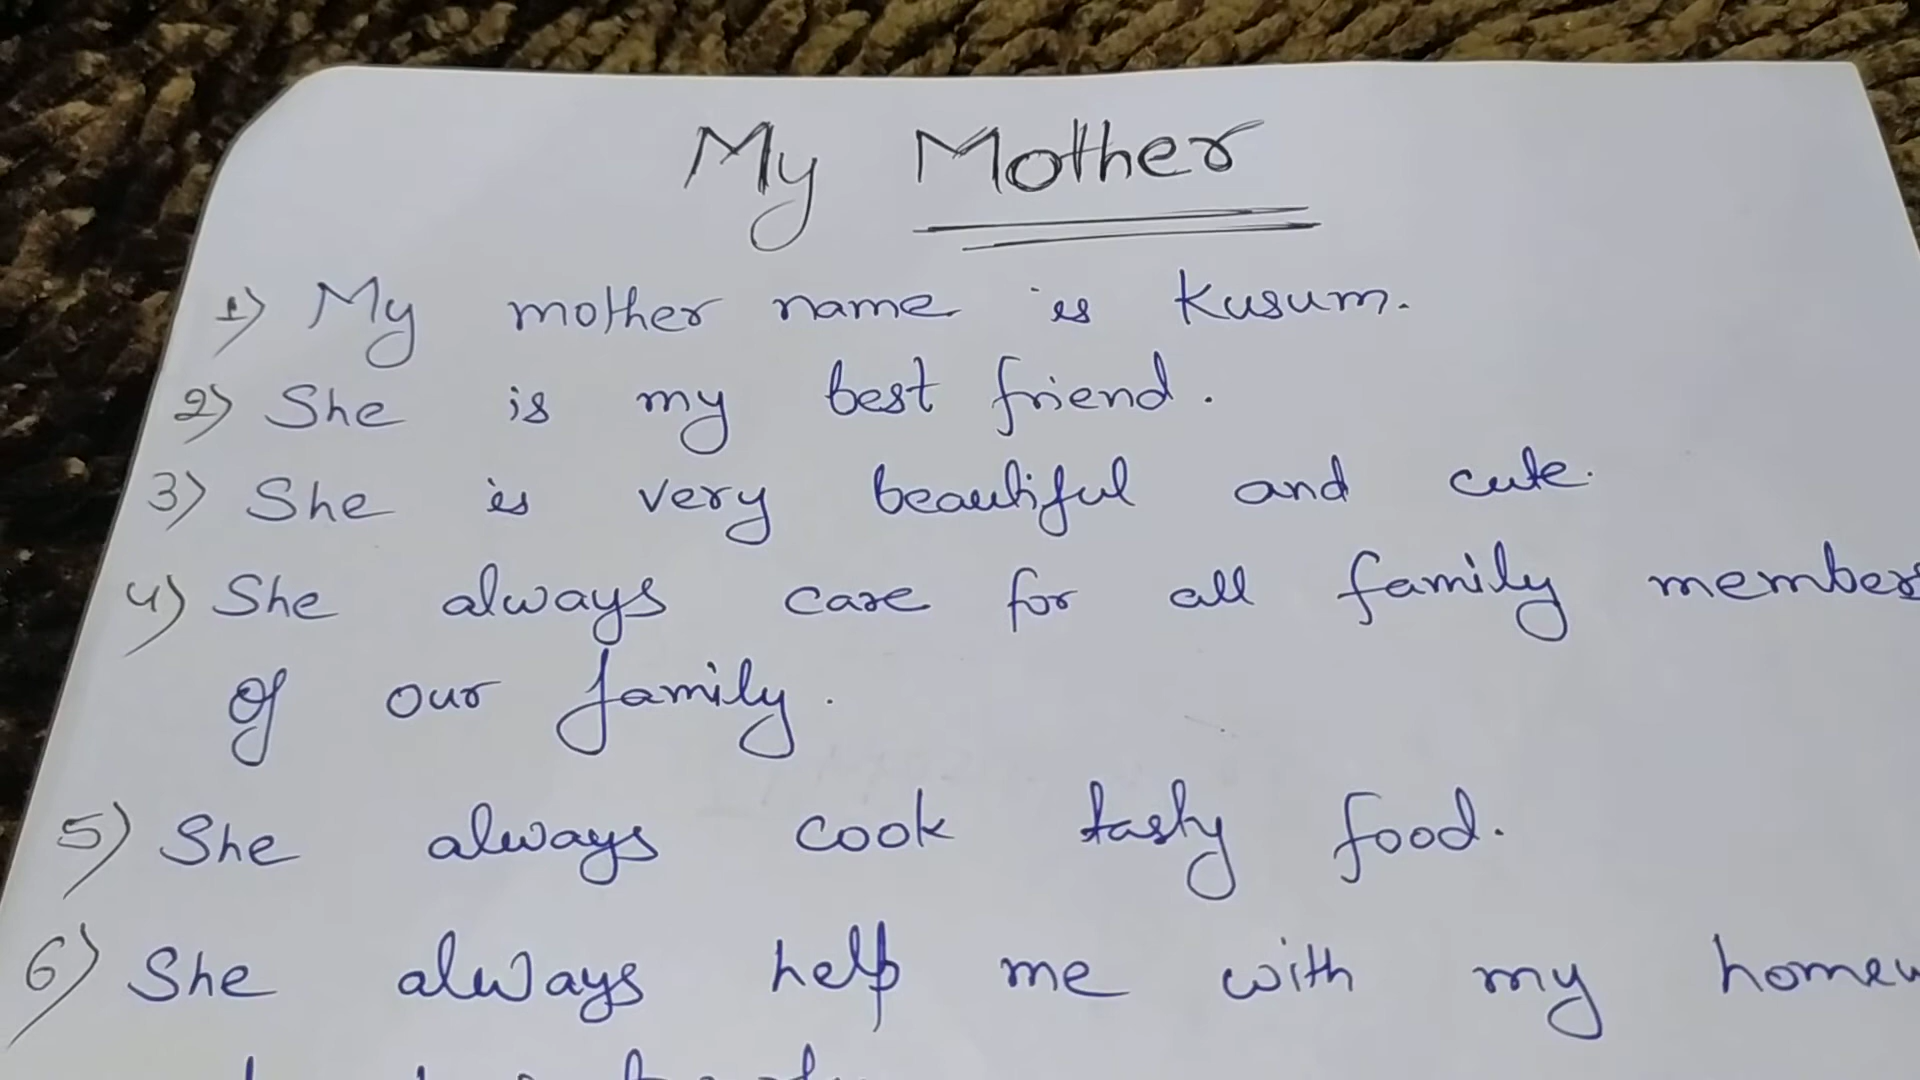 My Mother
1) My mother name is Kusum.
2) She is my best friend.
3) She is very beautiful and cute.
4) She always care for all family members
of our family.
5) She always cook tasty food.
6) She always help me with my